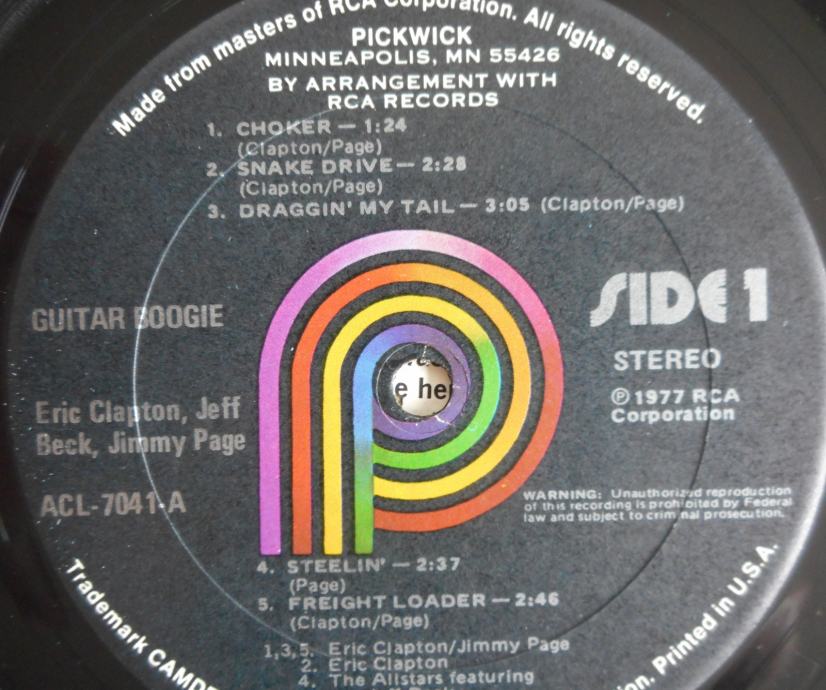 Made from masters of RCA Corporation. All rights reserved.
PICKWICK
MINNEAPOLIS, MN 55426
BY ARRANGEMENT WITH
RCA RECORDS
1. CHOKER — 1:24
(Clapton/Page)
2. SNAKE DRIVE — 2:28
(Clapton/Page)
3. DRAGGIN' MY TAIL — 3:05 (Clapton/Page)
GUITAR BOOGIE
SIDE 1
STEREO
e her
Ⓟ 1977 RCA
Corporation
Eric Clapton, Jeff
Beck, Jimmy Page
ACL-7041-A
WARNING: Unauthorized reproduction
of this recording is prohibited by Federal
law and subject to criminal prosecution.
4. STEELIN' — 2:37
(Page)
5. FREIGHT LOADER — 2:46
(Clapton/Page)
1,3,5. Eric Clapton/Jimmy Page
2. Eric Clapton
4. The Allstars featuring
Trademark
Printed in U.S.A.